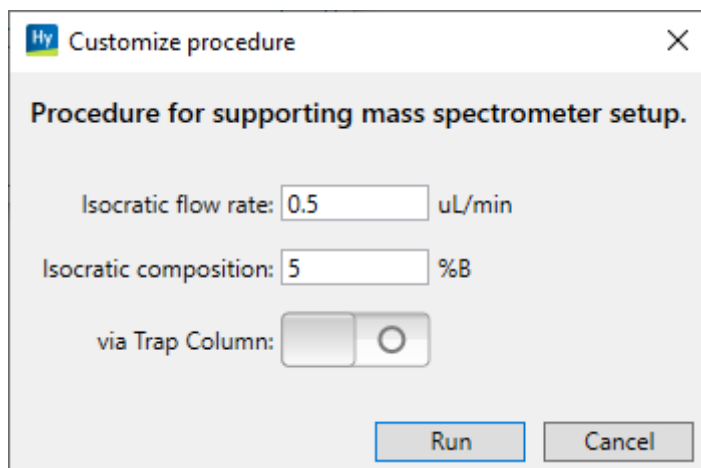 Hy Customize procedure
Procedure for supporting mass spectrometer setup.
Isocratic flow rate: 0.5 uL/min
Isocratic composition: 5 %B
via Trap Column:
Run Cancel